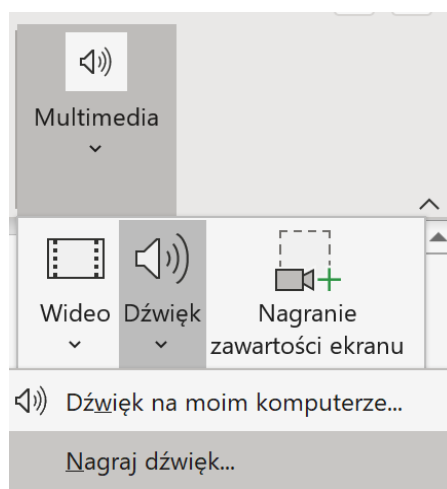 Multimedia
Wideo
Dźwięk
Nagranie
zawartości ekranu
Dźwięk na moim komputerze...
Nagraj dźwięk...